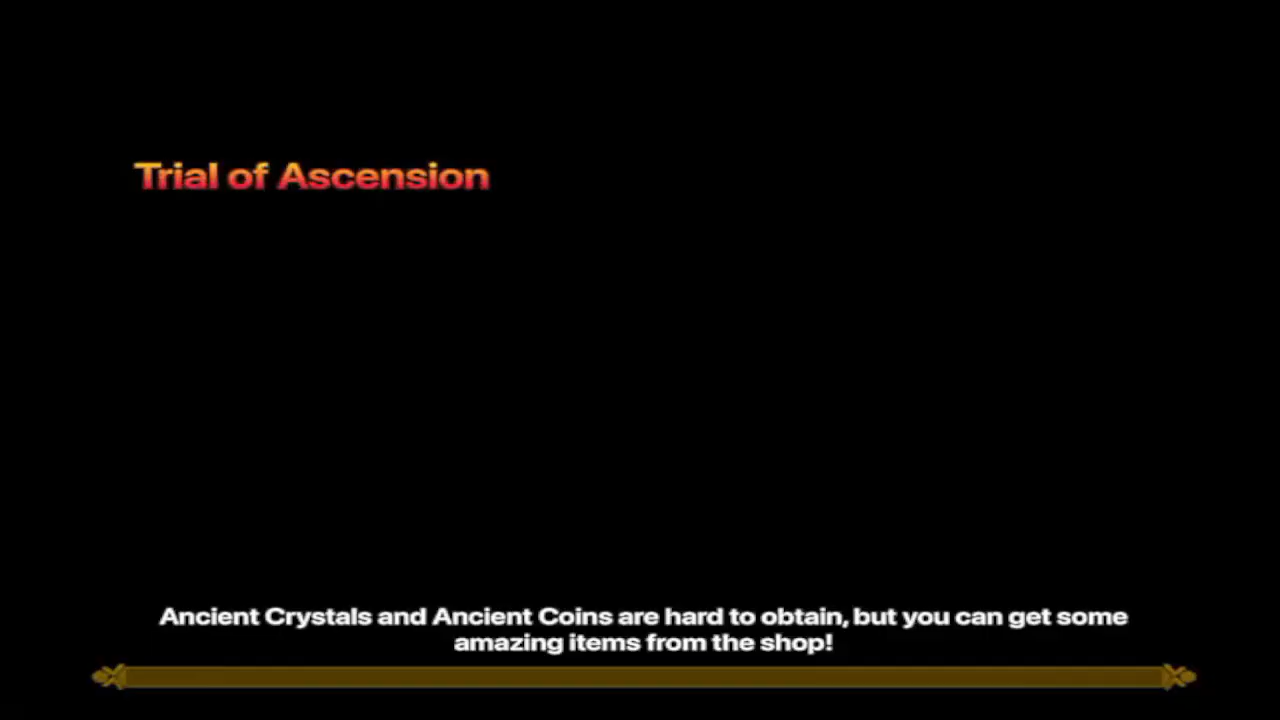 Trial of Ascension
Ancient Crystals and Ancient Coins are hard to obtain, but you can get some
amazing items from the shop!